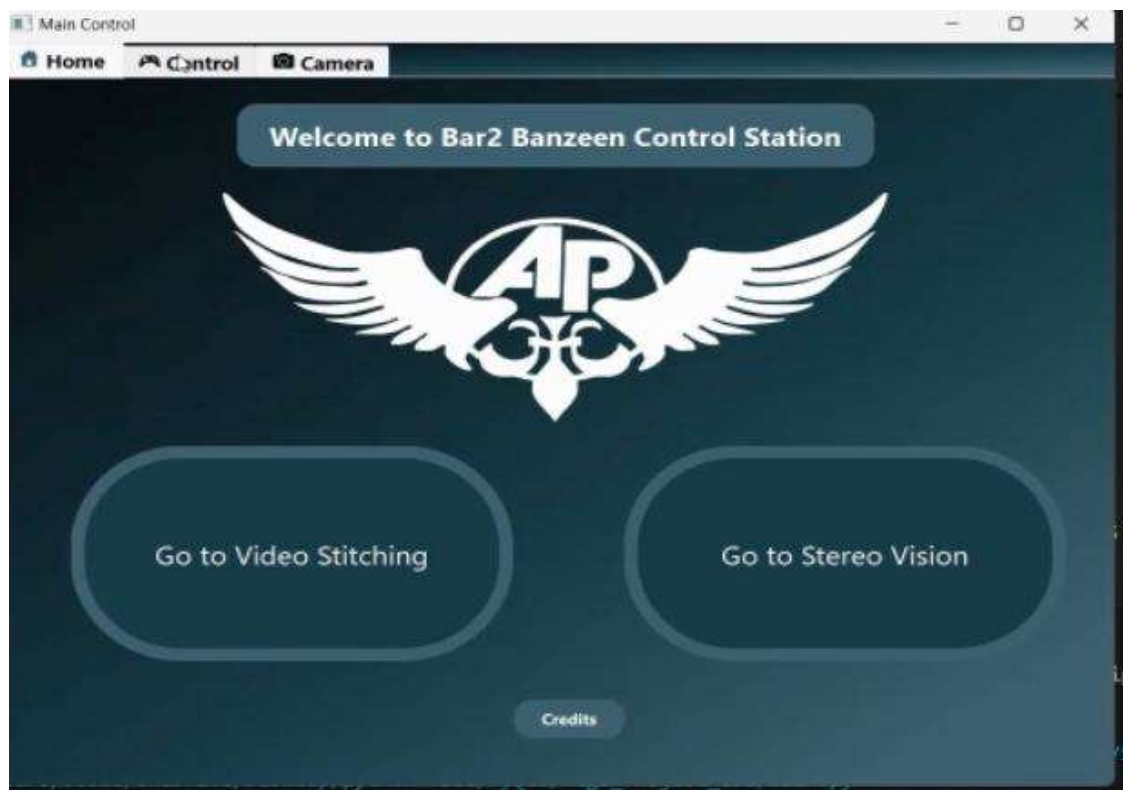 Main Control
Home Control Camera
Welcome to Bar2 Banzeen Control Station
AP
Go to Video Stitching
Go to Stereo Vision
Credits